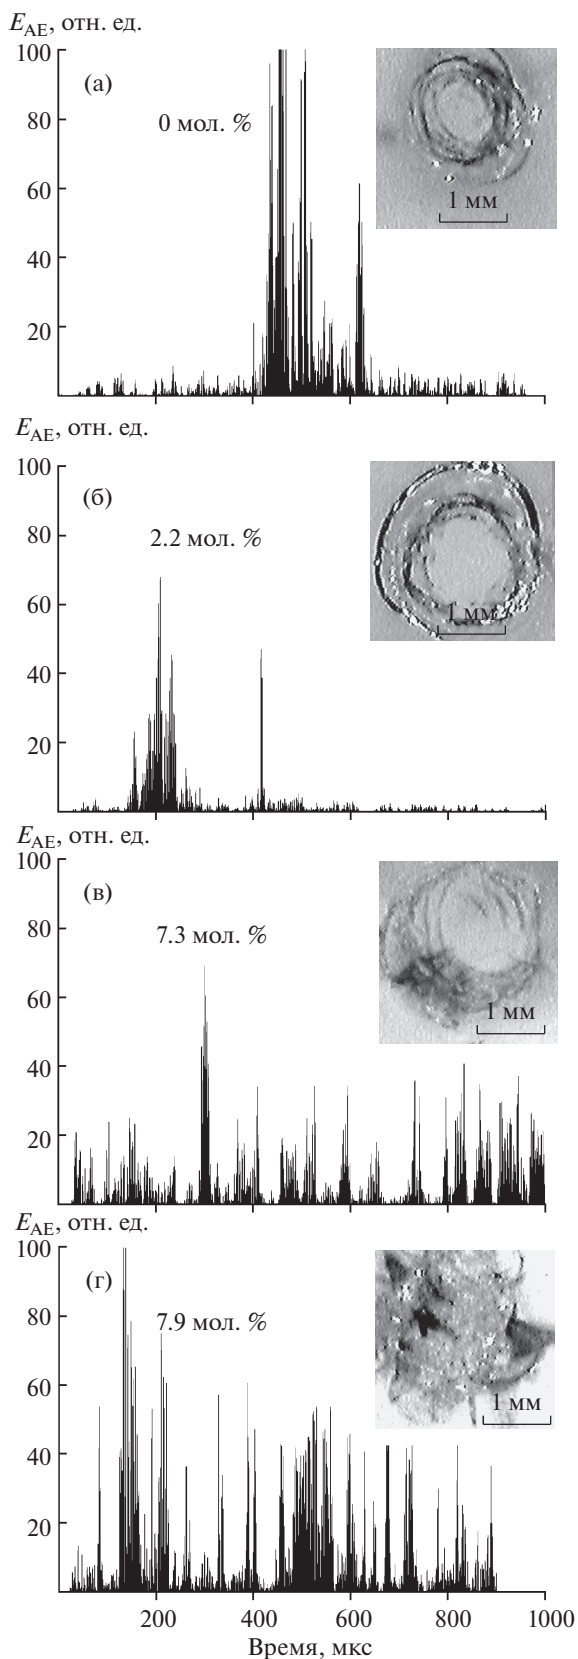 E_AE, отн. ед.
100
(а)
0 мол. %
80
60
1 мм
40
20
200
E_AE, отн. ед.
100
(б)
2.2 мол. %
80
60
1 мм
40
20
E_AE, отн. ед.
100
(в)
7.3 мол. %
80
60
1 мм
40
20
E_AE, отн. ед.
100
(г)
7.9 мол. %
80
60
1 мм
40
20
200 400 600 800 1000
Время, мкс